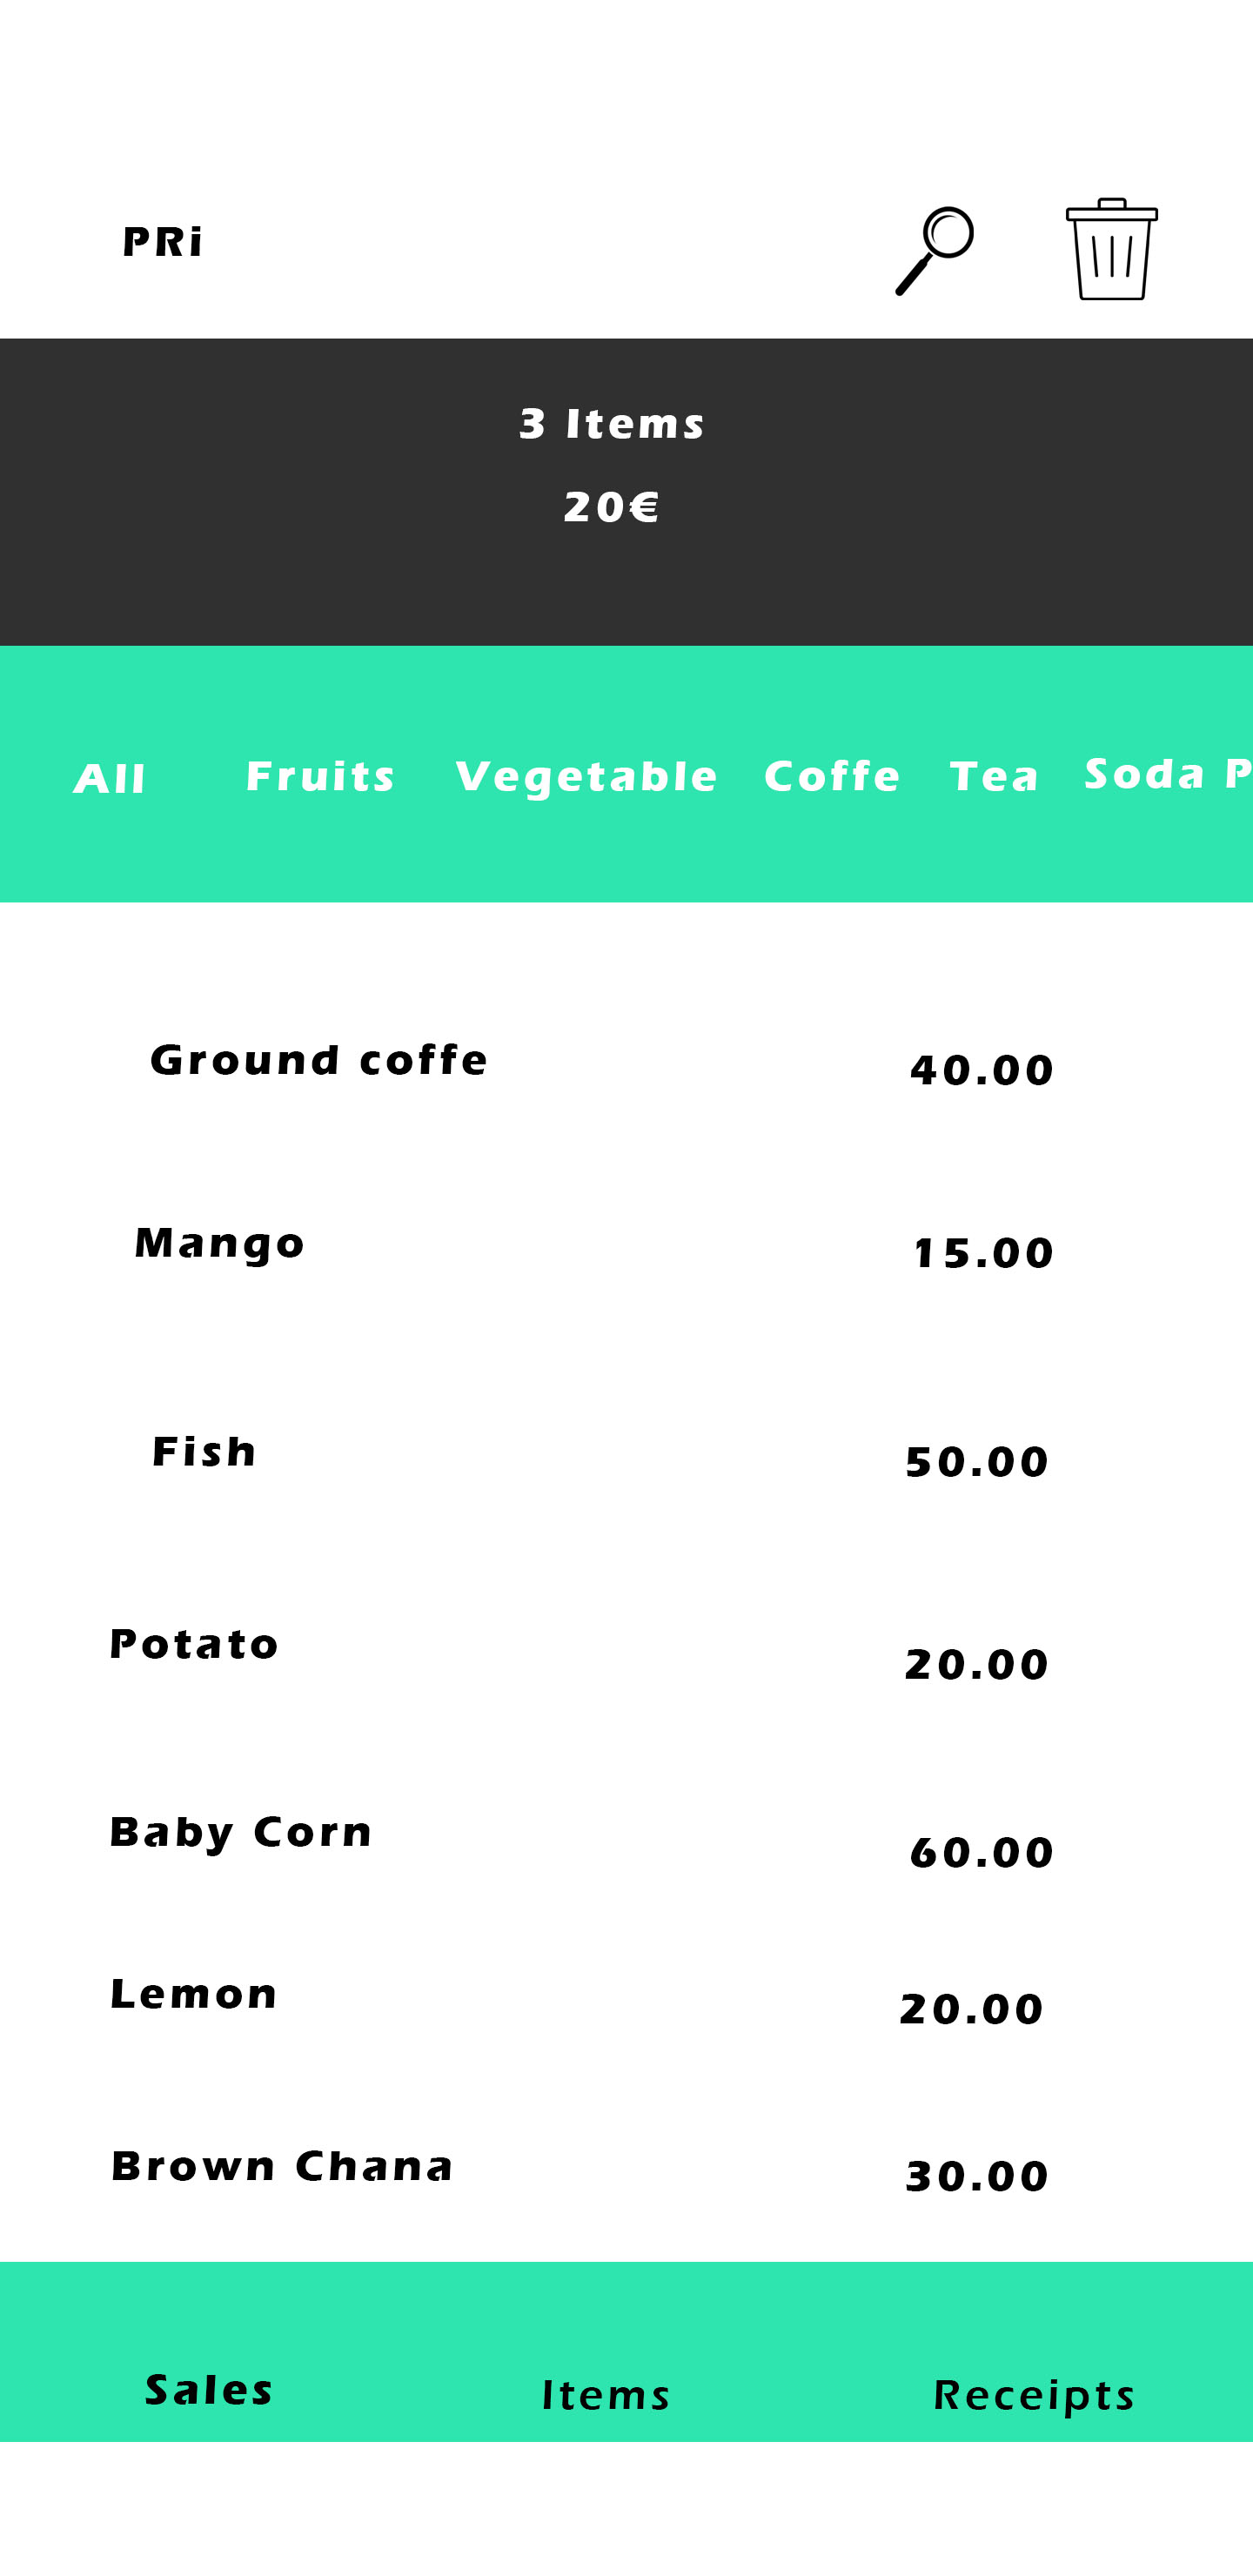 PRi
3 Items
20€
All Fruits Vegetable Coffe Tea Soda P
Ground coffe 40.00
Mango 15.00
Fish 50.00
Potato 20.00
Baby Corn 60.00
Lemon 20.00
Brown Chana 30.00
Sales Items Receipts